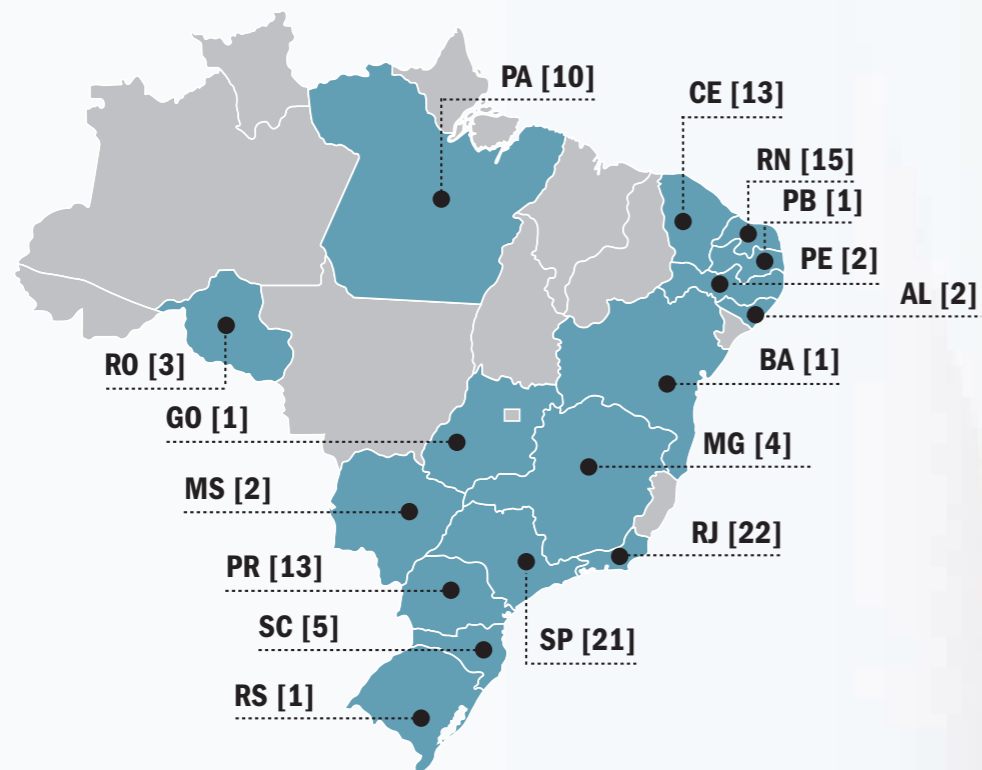 PA [10]
CE [13]
RN [15]
PB [1]
PE [2]
AL [2]
RO [3]
BA [1]
GO [1]
MG [4]
MS [2]
RJ [22]
PR [13]
SC [5]
SP [21]
RS [1]